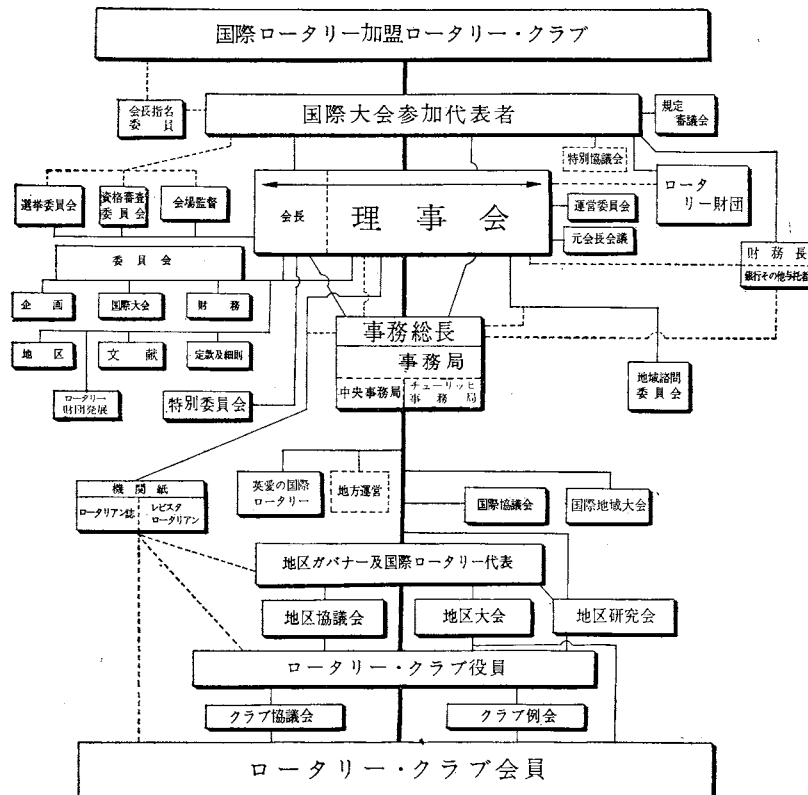 国際ロータリー加盟ロータリー・クラブ
会長指名
委員
国際大会参加代表者
規定
審議会
特別協議会
選挙委員会
資格審査
委員会
会場監督
会長
理事会
運営委員会
元会長会議
ロータ
リー財団
財務長
銀行その他与托者
委員会
企画
国際大会
財務
地区
文献
定款及細則
ロータリー
財団発展
特別委員会
事務総長
事務局
中央事務局
チューリッヒ
事務局
地域諮問
委員会
機関紙
ロータリアン誌
レビスタ
ロータリアン
英愛の国際
ロータリー
地方運営
国際協議会
国際地域大会
地区ガバナー及国際ロータリー代表
地区協議会
地区大会
地区研究会
ロータリー・クラブ役員
クラブ協議会
クラブ例会
ロータリー・クラブ会員